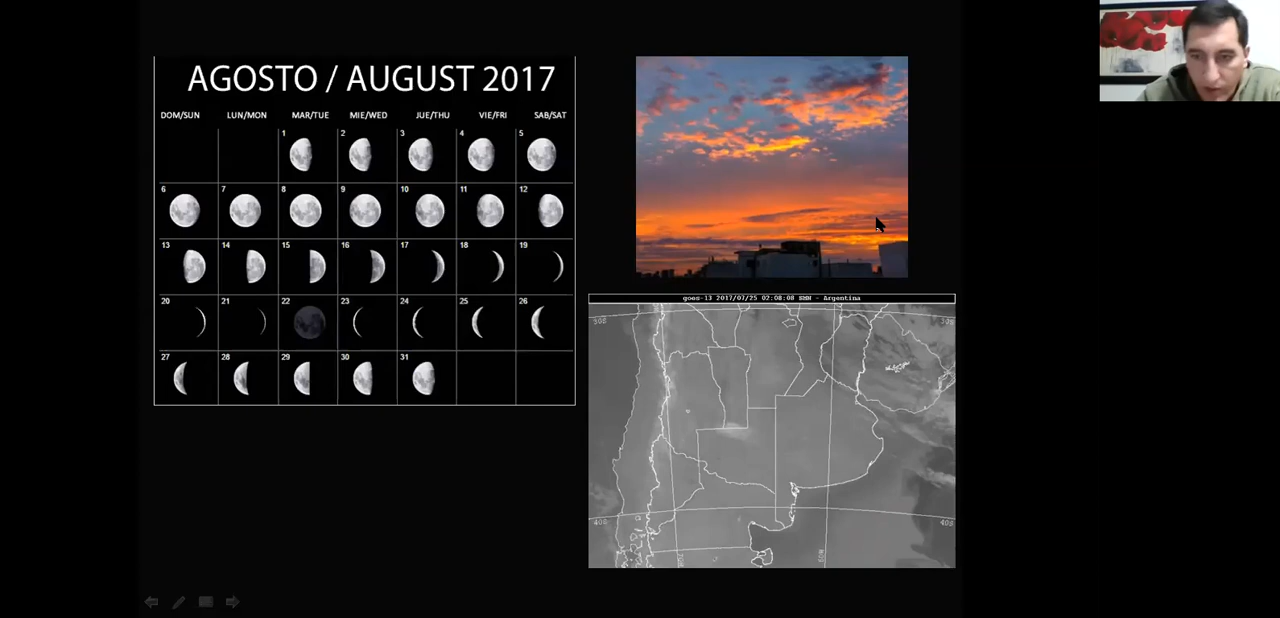 AGOSTO / AUGUST 2017
DOM/SUN LUN/MON MAR/TUE MIE/WED JUE/THU VIE/FRI SAB/SAT
1 2 3 4 5
6 7 8 9 10 11 12
13 14 15 16 17 18 19
20 21 22 23 24 25 26
27 28 29 30 31
goes-13 2017/07/25 02:08:08 - Argentina
30S
40S 40S